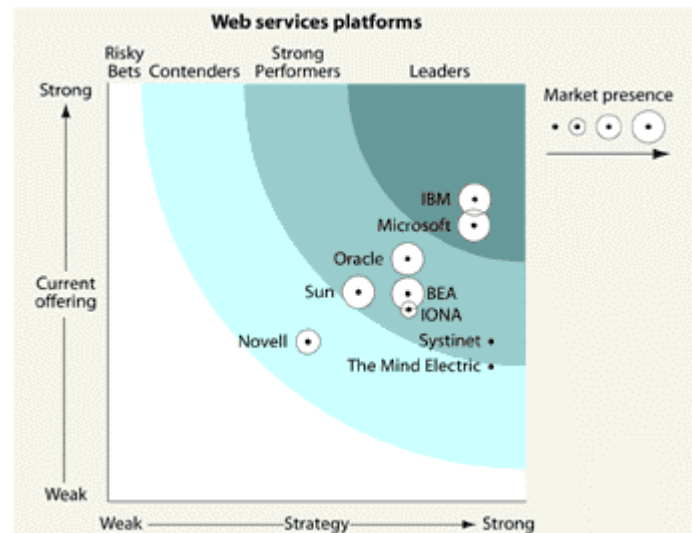 Web services platforms
Risky
Bets
Contenders
Strong
Performers
Leaders
Market presence
Strong
Current
offering
Weak
IBM
Microsoft
Oracle
Sun
BEA
IONA
Novell
Systinet
The Mind Electric
Weak
Strategy
Strong